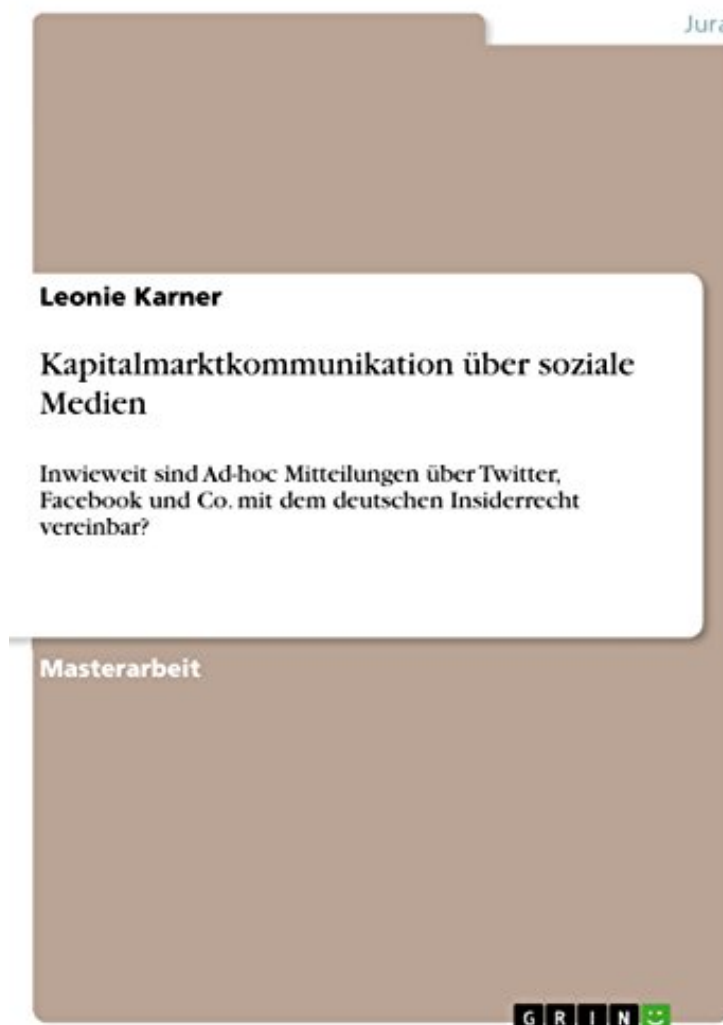 Jura
Leonie Karner
Kapitalmarktkommunikation über soziale
Medien
Inwieweit sind Ad-hoc Mitteilungen über Twitter,
Facebook und Co. mit dem deutschen Insiderrecht
vereinbar?
Masterarbeit
GRIN